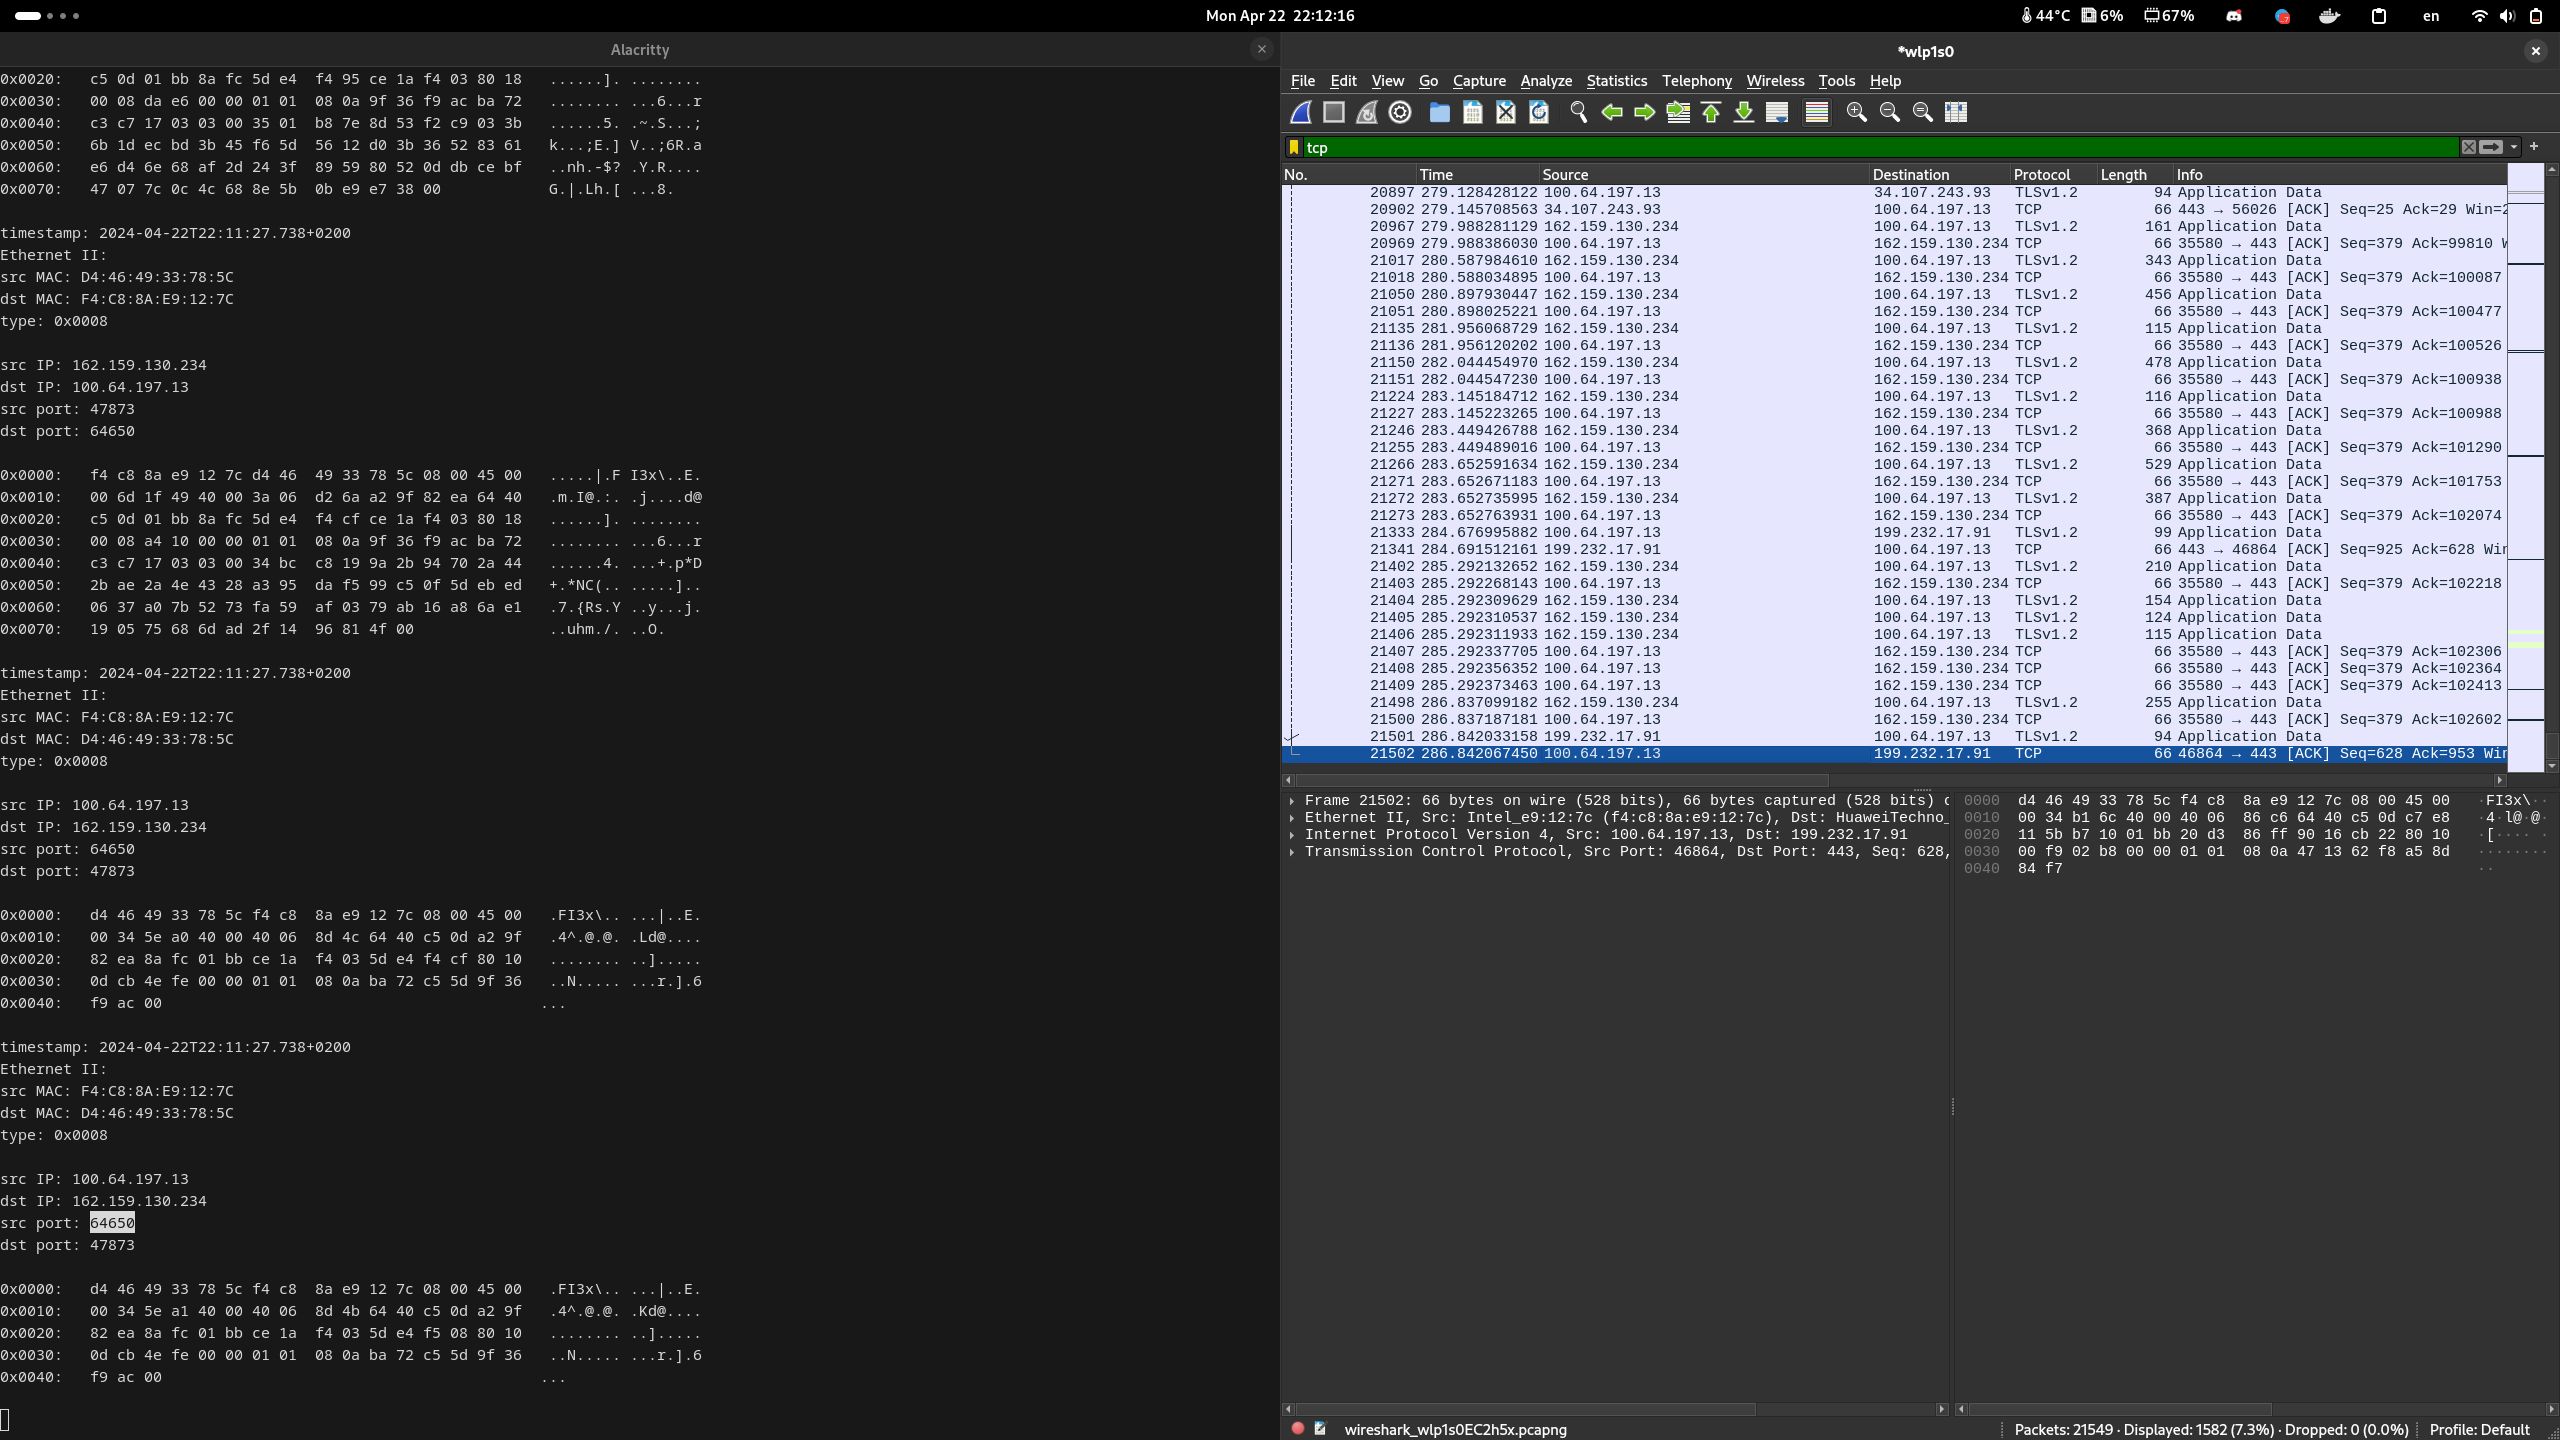 Mon Apr 22 22:12:16
44°C 6% 67% en
Alacritty
0x0020: c5 0d 01 bb 8a fc 5d e4 f4 95 ce 1a f4 03 80 18 ......]. ........
0x0030: 00 08 da e6 00 00 01 01 08 0a 9f 36 f9 ac ba 72 ........ ...6...r
0x0040: c3 c7 17 03 03 00 35 01 b8 7e 8d 53 f2 c9 03 3b ......5. .~.S...;
0x0050: 6b 1d ec bd 3b 45 f6 5d 56 12 d0 3b 36 52 83 61 k...;E.] V..;6R.a
0x0060: e6 d4 6e 68 af 2d 24 3f 89 59 80 52 0d db ce bf ..nh.-$? .Y.R....
0x0070: 47 07 7c 0c 4c 68 8e 5b 0b e9 e7 38 00 G.|.Lh.[ ...8.
timestamp: 2024-04-22T22:11:27.738+0200
Ethernet II:
src MAC: D4:46:49:33:78:5C
dst MAC: F4:C8:8A:E9:12:7C
type: 0x0008
src IP: 162.159.130.234
dst IP: 100.64.197.13
src port: 47873
dst port: 64650
0x0000: f4 c8 8a e9 12 7c d4 46 49 33 78 5c 08 00 45 00 .....|.F I3x\..E.
0x0010: 00 6d 1f 49 40 00 3a 06 d2 6a a2 9f 82 ea 64 40 .m.I@.:. .j....d@
0x0020: c5 0d 01 bb 8a fc 5d e4 f4 cf ce 1a f4 03 80 18 ......]. ........
0x0030: 00 08 a4 10 00 00 01 01 08 0a 9f 36 f9 ac ba 72 ........ ...6...r
0x0040: c3 c7 17 03 03 00 34 bc c8 19 9a 2b 94 70 2a 44 ......4. ...+.p*D
0x0050: 2b ae 2a 4e 43 28 a3 95 da f5 99 c5 0f 5d eb ed +.*NC(.. .....]..
0x0060: 06 37 a0 7b 52 73 fa 59 af 03 79 ab 16 a8 6a e1 .7.{Rs.Y ..y...j.
0x0070: 19 05 75 68 6d ad 2f 14 96 81 4f 00 ..uhm./. ..O.
timestamp: 2024-04-22T22:11:27.738+0200
Ethernet II:
src MAC: F4:C8:8A:E9:12:7C
dst MAC: D4:46:49:33:78:5C
type: 0x0008
src IP: 100.64.197.13
dst IP: 162.159.130.234
src port: 64650
dst port: 47873
0x0000: d4 46 49 33 78 5c f4 c8 8a e9 12 7c 08 00 45 00 .FI3x\.. ...|..E.
0x0010: 00 34 5e a0 40 00 40 06 8d 4c 64 40 c5 0d a2 9f .4^.@.@. .Ld@....
0x0020: 82 ea 8a fc 01 bb ce 1a f4 03 5d e4 f4 cf 80 10 ........ ..].....
0x0030: 0d cb 4e fe 00 00 01 01 08 0a ba 72 c5 5d 9f 36 ..N..... ...r.].6
0x0040: f9 ac 00 ...
timestamp: 2024-04-22T22:11:27.738+0200
Ethernet II:
src MAC: F4:C8:8A:E9:12:7C
dst MAC: D4:46:49:33:78:5C
type: 0x0008
src IP: 100.64.197.13
dst IP: 162.159.130.234
src port: 64650
dst port: 47873
0x0000: d4 46 49 33 78 5c f4 c8 8a e9 12 7c 08 00 45 00 .FI3x\.. ...|..E.
0x0010: 00 34 5e a1 40 00 40 06 8d 4b 64 40 c5 0d a2 9f .4^.@.@. .Kd@....
0x0020: 82 ea 8a fc 01 bb ce 1a f4 03 5d e4 f5 08 80 10 ........ ..].....
0x0030: 0d cb 4e fe 00 00 01 01 08 0a ba 72 c5 5d 9f 36 ..N..... ...r.].6
0x0040: f9 ac 00 ...
*wlp1s0
File Edit View Go Capture Analyze Statistics Telephony Wireless Tools Help
tcp
No. Time Source Destination Protocol Length Info
20897 279.128428122 100.64.197.13 34.107.243.93 TLSv1.2 94 Application Data
20902 279.145708563 34.107.243.93 100.64.197.13 TCP 66 443 → 56026 [ACK] Seq=25 Ack=29 Win=2
20967 279.988281129 162.159.130.234 100.64.197.13 TLSv1.2 161 Application Data
20969 279.988386030 100.64.197.13 162.159.130.234 TCP 66 35580 → 443 [ACK] Seq=379 Ack=99810 W
21017 280.587984610 162.159.130.234 100.64.197.13 TLSv1.2 343 Application Data
21018 280.588034895 100.64.197.13 162.159.130.234 TCP 66 35580 → 443 [ACK] Seq=379 Ack=100087
21050 280.897930447 162.159.130.234 100.64.197.13 TLSv1.2 456 Application Data
21051 280.898025221 100.64.197.13 162.159.130.234 TCP 66 35580 → 443 [ACK] Seq=379 Ack=100477
21135 281.956068729 162.159.130.234 100.64.197.13 TLSv1.2 115 Application Data
21136 281.956120202 100.64.197.13 162.159.130.234 TCP 66 35580 → 443 [ACK] Seq=379 Ack=100526
21150 282.044454970 162.159.130.234 100.64.197.13 TLSv1.2 478 Application Data
21151 282.044547230 100.64.197.13 162.159.130.234 TCP 66 35580 → 443 [ACK] Seq=379 Ack=100938
21224 283.145184712 162.159.130.234 100.64.197.13 TLSv1.2 116 Application Data
21227 283.145223265 100.64.197.13 162.159.130.234 TCP 66 35580 → 443 [ACK] Seq=379 Ack=100988
21246 283.449426788 162.159.130.234 100.64.197.13 TLSv1.2 368 Application Data
21255 283.449489016 100.64.197.13 162.159.130.234 TCP 66 35580 → 443 [ACK] Seq=379 Ack=101290
21266 283.652591634 162.159.130.234 100.64.197.13 TLSv1.2 529 Application Data
21271 283.652671183 100.64.197.13 162.159.130.234 TCP 66 35580 → 443 [ACK] Seq=379 Ack=101753
21272 283.652735995 162.159.130.234 100.64.197.13 TLSv1.2 387 Application Data
21273 283.652763931 100.64.197.13 162.159.130.234 TCP 66 35580 → 443 [ACK] Seq=379 Ack=102074
21333 284.676995882 100.64.197.13 199.232.17.91 TLSv1.2 99 Application Data
21341 284.691512161 199.232.17.91 100.64.197.13 TCP 66 443 → 46864 [ACK] Seq=925 Ack=628 Win
21402 285.292132652 162.159.130.234 100.64.197.13 TLSv1.2 210 Application Data
21403 285.292268143 100.64.197.13 162.159.130.234 TCP 66 35580 → 443 [ACK] Seq=379 Ack=102218
21404 285.292309629 162.159.130.234 100.64.197.13 TLSv1.2 154 Application Data
21405 285.292310537 162.159.130.234 100.64.197.13 TLSv1.2 124 Application Data
21406 285.292311933 162.159.130.234 100.64.197.13 TLSv1.2 115 Application Data
21407 285.292337705 100.64.197.13 162.159.130.234 TCP 66 35580 → 443 [ACK] Seq=379 Ack=102306
21408 285.292356352 100.64.197.13 162.159.130.234 TCP 66 35580 → 443 [ACK] Seq=379 Ack=102364
21409 285.292373463 100.64.197.13 162.159.130.234 TCP 66 35580 → 443 [ACK] Seq=379 Ack=102413
21498 286.837099182 162.159.130.234 100.64.197.13 TLSv1.2 255 Application Data
21500 286.837187181 100.64.197.13 162.159.130.234 TCP 66 35580 → 443 [ACK] Seq=379 Ack=102602
21501 286.842033158 199.232.17.91 100.64.197.13 TLSv1.2 94 Application Data
21502 286.842067450 100.64.197.13 199.232.17.91 TCP 66 46864 → 443 [ACK] Seq=628 Ack=953 Win
Frame 21502: 66 bytes on wire (528 bits), 66 bytes captured (528 bits) o
Ethernet II, Src: Intel_e9:12:7c (f4:c8:8a:e9:12:7c), Dst: HuaweiTechno_
Internet Protocol Version 4, Src: 100.64.197.13, Dst: 199.232.17.91
Transmission Control Protocol, Src Port: 46864, Dst Port: 443, Seq: 628,
0000 d4 46 49 33 78 5c f4 c8 8a e9 12 7c 08 00 45 00 ·FI3x\··
0010 00 34 b1 6c 40 00 40 06 86 c6 64 40 c5 0d c7 e8 ·4·l@·@·
0020 11 5b b7 10 01 bb 20 d3 86 ff 90 16 cb 22 80 10 ·[···· ·
0030 00 f9 02 b8 00 00 01 01 08 0a 47 13 62 f8 a5 8d ········
0040 84 f7 ··
wireshark_wlp1s0EC2h5x.pcapng
Packets: 21549 · Displayed: 1582 (7.3%) · Dropped: 0 (0.0%)
Profile: Default